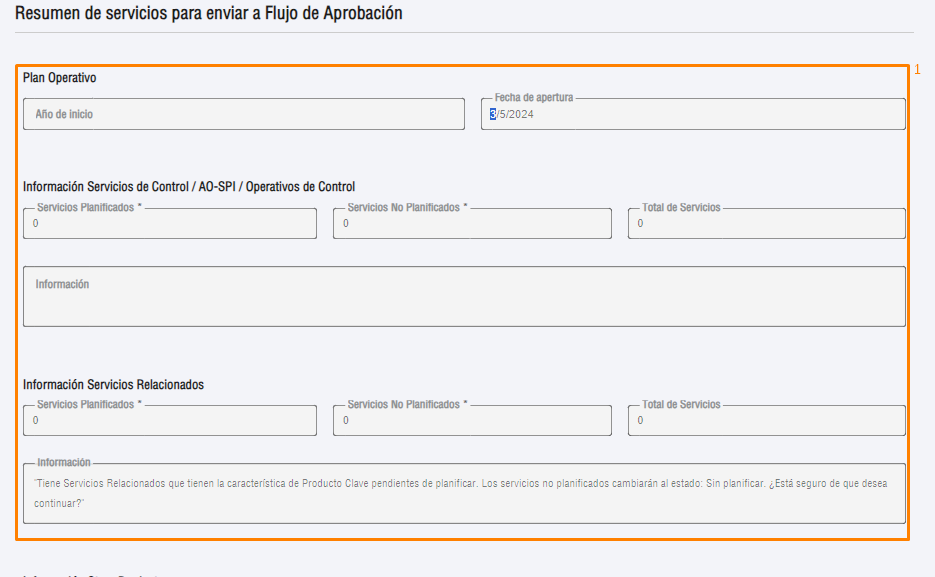 Resumen de servicios para enviar a Flujo de Aprobación
1
Plan Operativo
Año de inicio
Fecha de apertura
3/5/2024
Información Servicios de Control / AO-SPI / Operativos de Control
Servicios Planificados *
0
Servicios No Planificados *
0
Total de Servicios
0
Información
Información Servicios Relacionados
Servicios Planificados *
0
Servicios No Planificados *
0
Total de Servicios
0
Información
"Tiene Servicios Relacionados que tienen la característica de Producto Clave pendientes de planificar. Los servicios no planificados cambiarán al estado: Sin planificar. ¿Está seguro de que desea
continuar?"